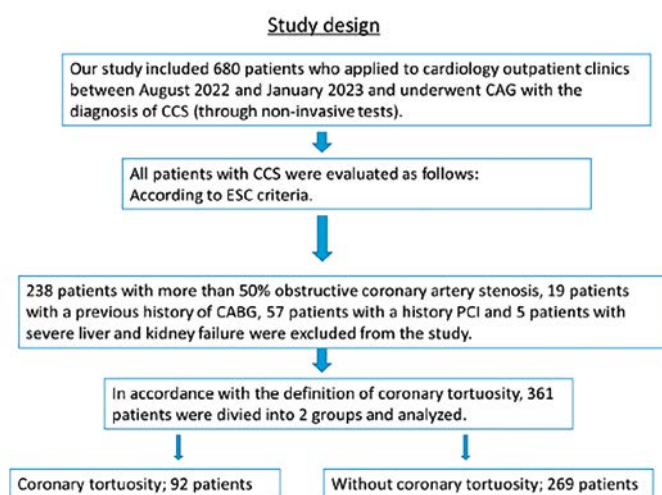 Study design
Our study included 680 patients who applied to cardiology outpatient clinics
between August 2022 and January 2023 and underwent CAG with the
diagnosis of CCS (through non-invasive tests).
All patients with CCS were evaluated as follows:
According to ESC criteria.
238 patients with more than 50% obstructive coronary artery stenosis, 19 patients
with a previous history of CABG, 57 patients with a history PCI and 5 patients with
severe liver and kidney failure were excluded from the study.
In accordance with the definition of coronary tortuosity, 361
patients were divied into 2 groups and analyzed.
Coronary tortuosity; 92 patients
Without coronary tortuosity; 269 patients